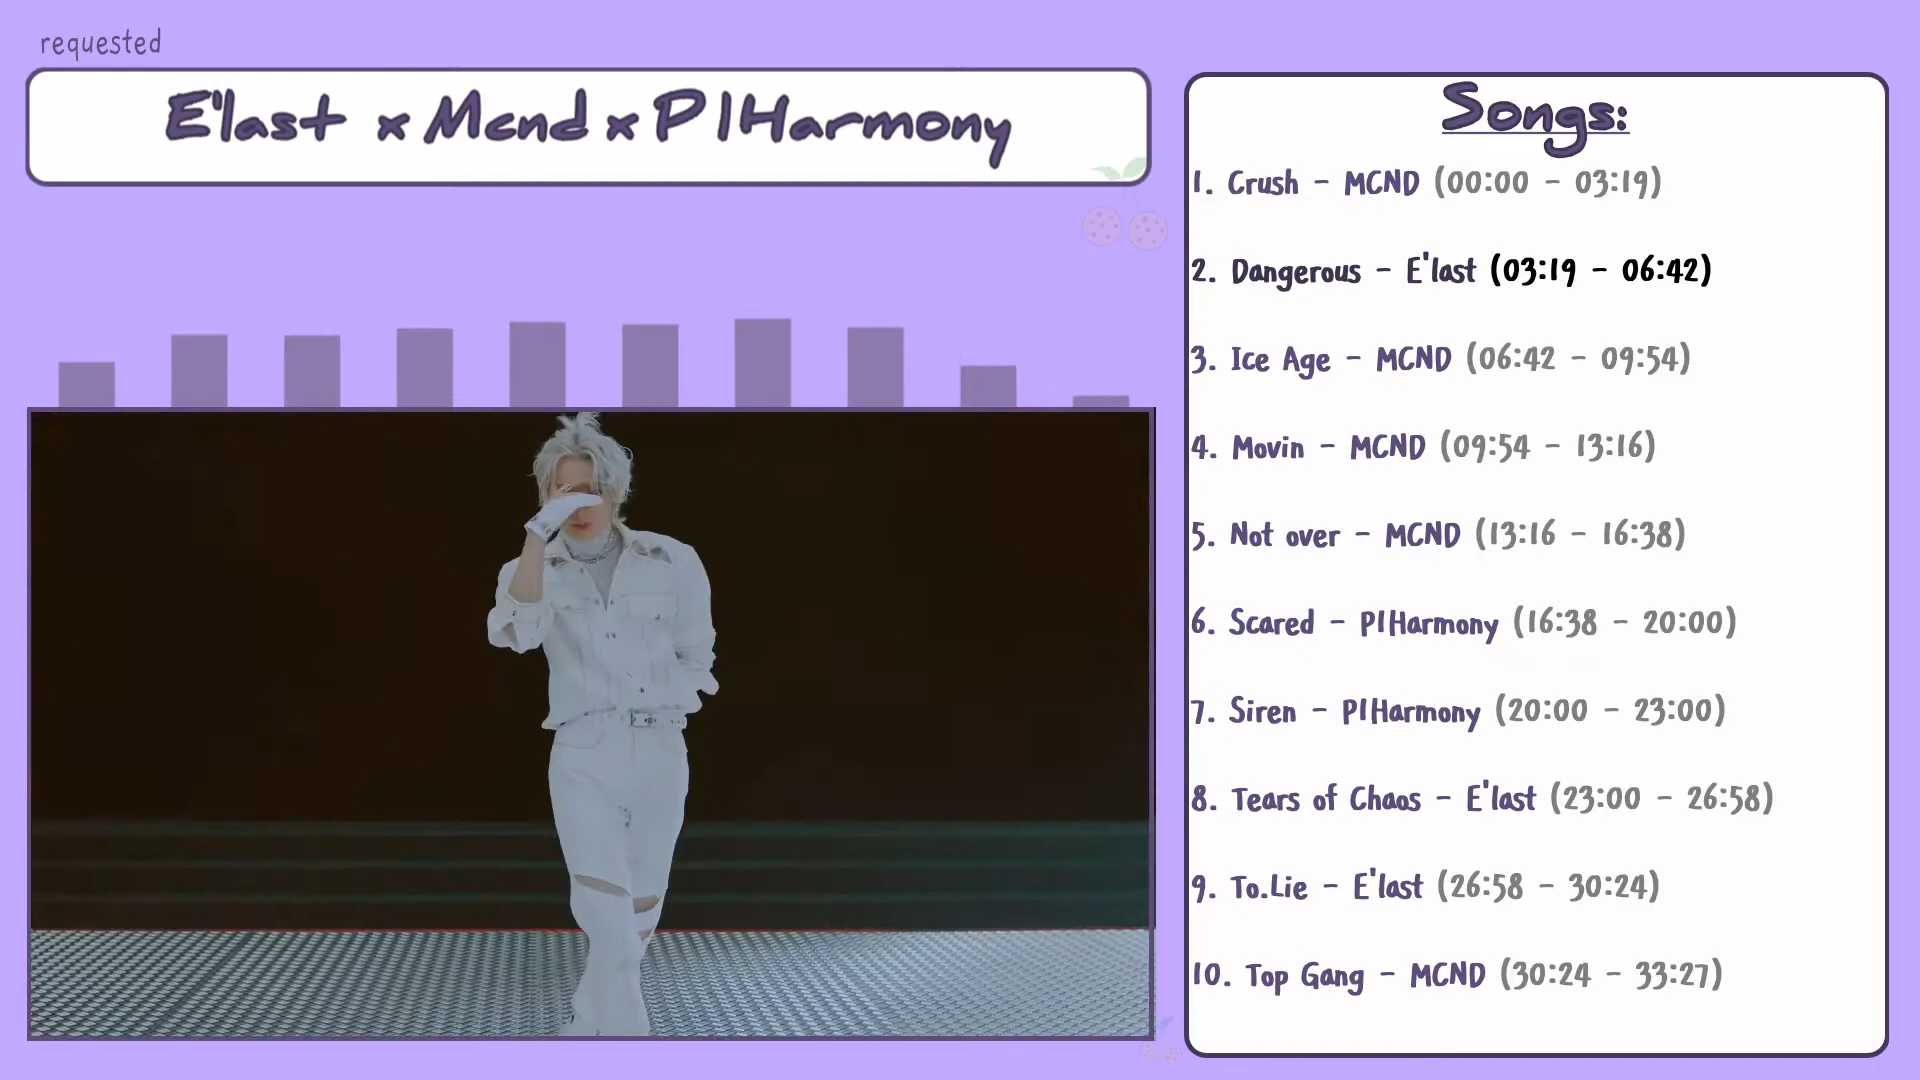 requested
E'last x Mcnd x P1Harmony
Songs:
1. Crush - MCND (00:00 - 03:19)
2. Dangerous - E'last (03:19 - 06:42)
3. Ice Age - MCND (06:42 - 09:54)
4. Movin - MCND (09:54 - 13:16)
5. Not over - MCND (13:16 - 16:38)
6. Scared - P1Harmony (16:38 - 20:00)
7. Siren - P1Harmony (20:00 - 23:00)
8. Tears of Chaos - E'last (23:00 - 26:58)
9. To.Lie - E'last (26:58 - 30:24)
10. Top Gang - MCND (30:24 - 33:27)